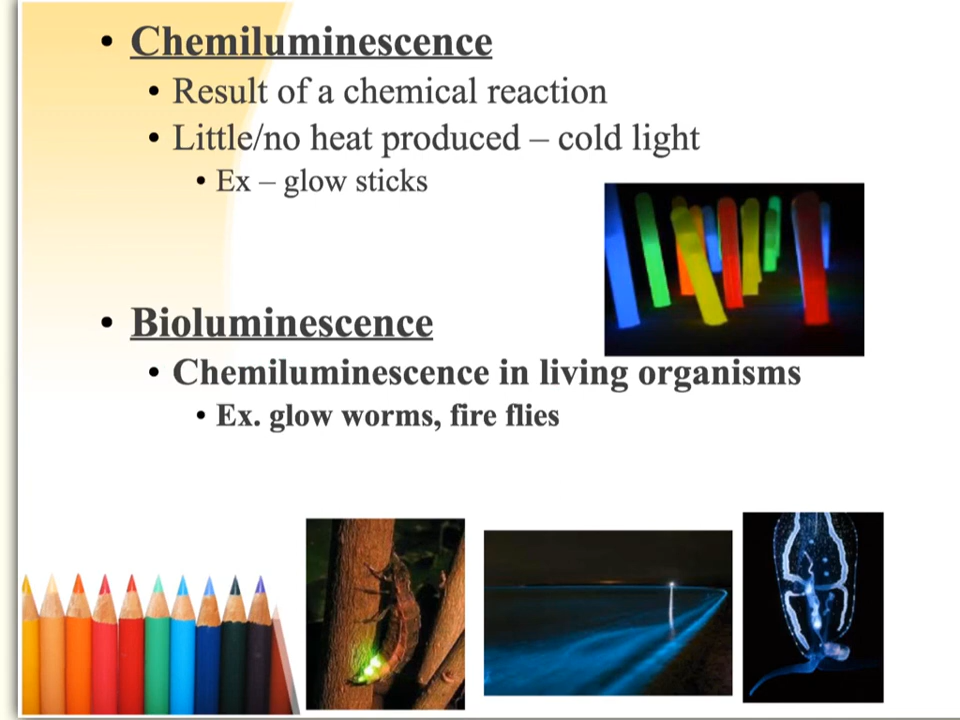 • Chemiluminescence
• Result of a chemical reaction
• Little/no heat produced – cold light
• Ex – glow sticks
• Bioluminescence
• Chemiluminescence in living organisms
• Ex. glow worms, fire flies